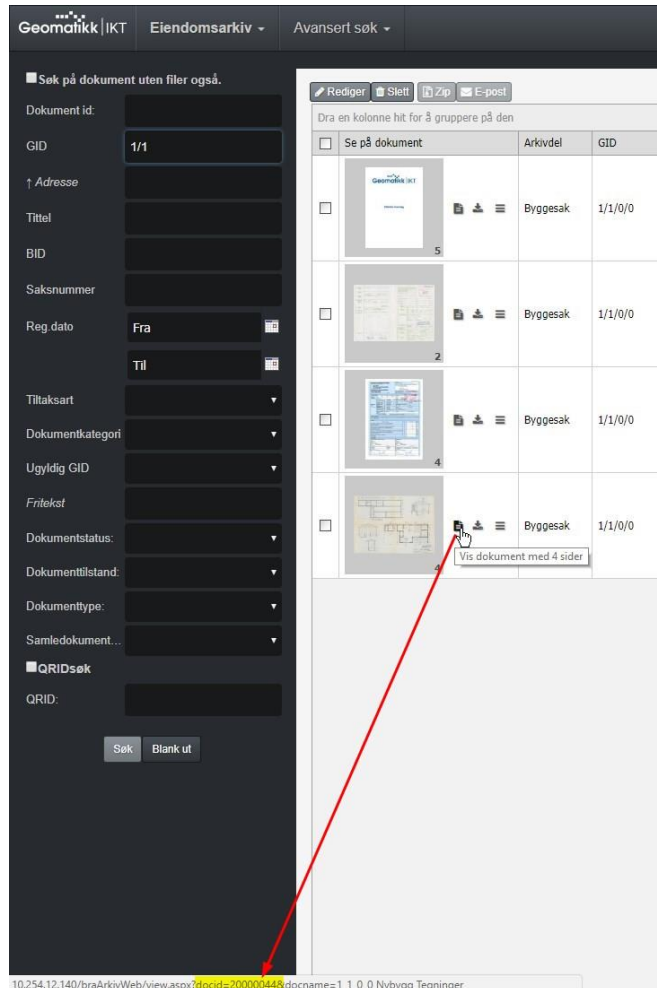 Geomatikk IKT Eiendomsarkiv Avansert søk
Søk på dokument uten filer også.
Dokument id:
GID 1/1
↑ Adresse
Tittel
BID
Saksnummer
Reg.dato Fra
Til
Tiltaksart
Dokumentkategori
Ugyldig GID
Fritekst
Dokumentstatus:
Dokumenttilstand:
Dokumenttype:
Samledokument...
QRIDsøk
QRID:
Søk Blank ut
Rediger Slett Zip E-post
Dra en kolonne hit for å gruppere på den
Se på dokument Arkivdel GID
Geomatikk IKT
5
Byggesak 1/1/0/0
2
Byggesak 1/1/0/0
4
Byggesak 1/1/0/0
4
Byggesak 1/1/0/0
Vis dokument med 4 sider
10.254.12.140/braArkivWeb/view.aspx?docid=20000044&docname=1_1_0_0 Nybygg Tegninger